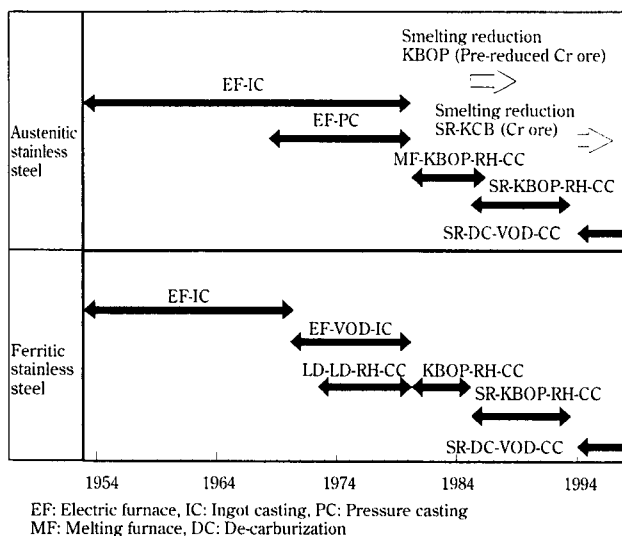 Smelting reduction
KBOP (Pre-reduced Cr ore)
EF-IC
Smelting reduction
SR-KCB (Cr ore)
EF-PC
Austenitic
stainless
steel
MF-KBOP-RH-CC
SR-KBOP-RH-CC
SR-DC-VOD-CC
EF-IC
EF-VOD-IC
Ferritic
stainless
steel
LD-LD-RH-CC
KBOP-RH-CC
SR-KBOP-RH-CC
SR-DC-VOD-CC
1954 1964 1974 1984 1994
EF: Electric furnace, IC: Ingot casting, PC: Pressure casting
MF: Melting furnace, DC: De-carburization